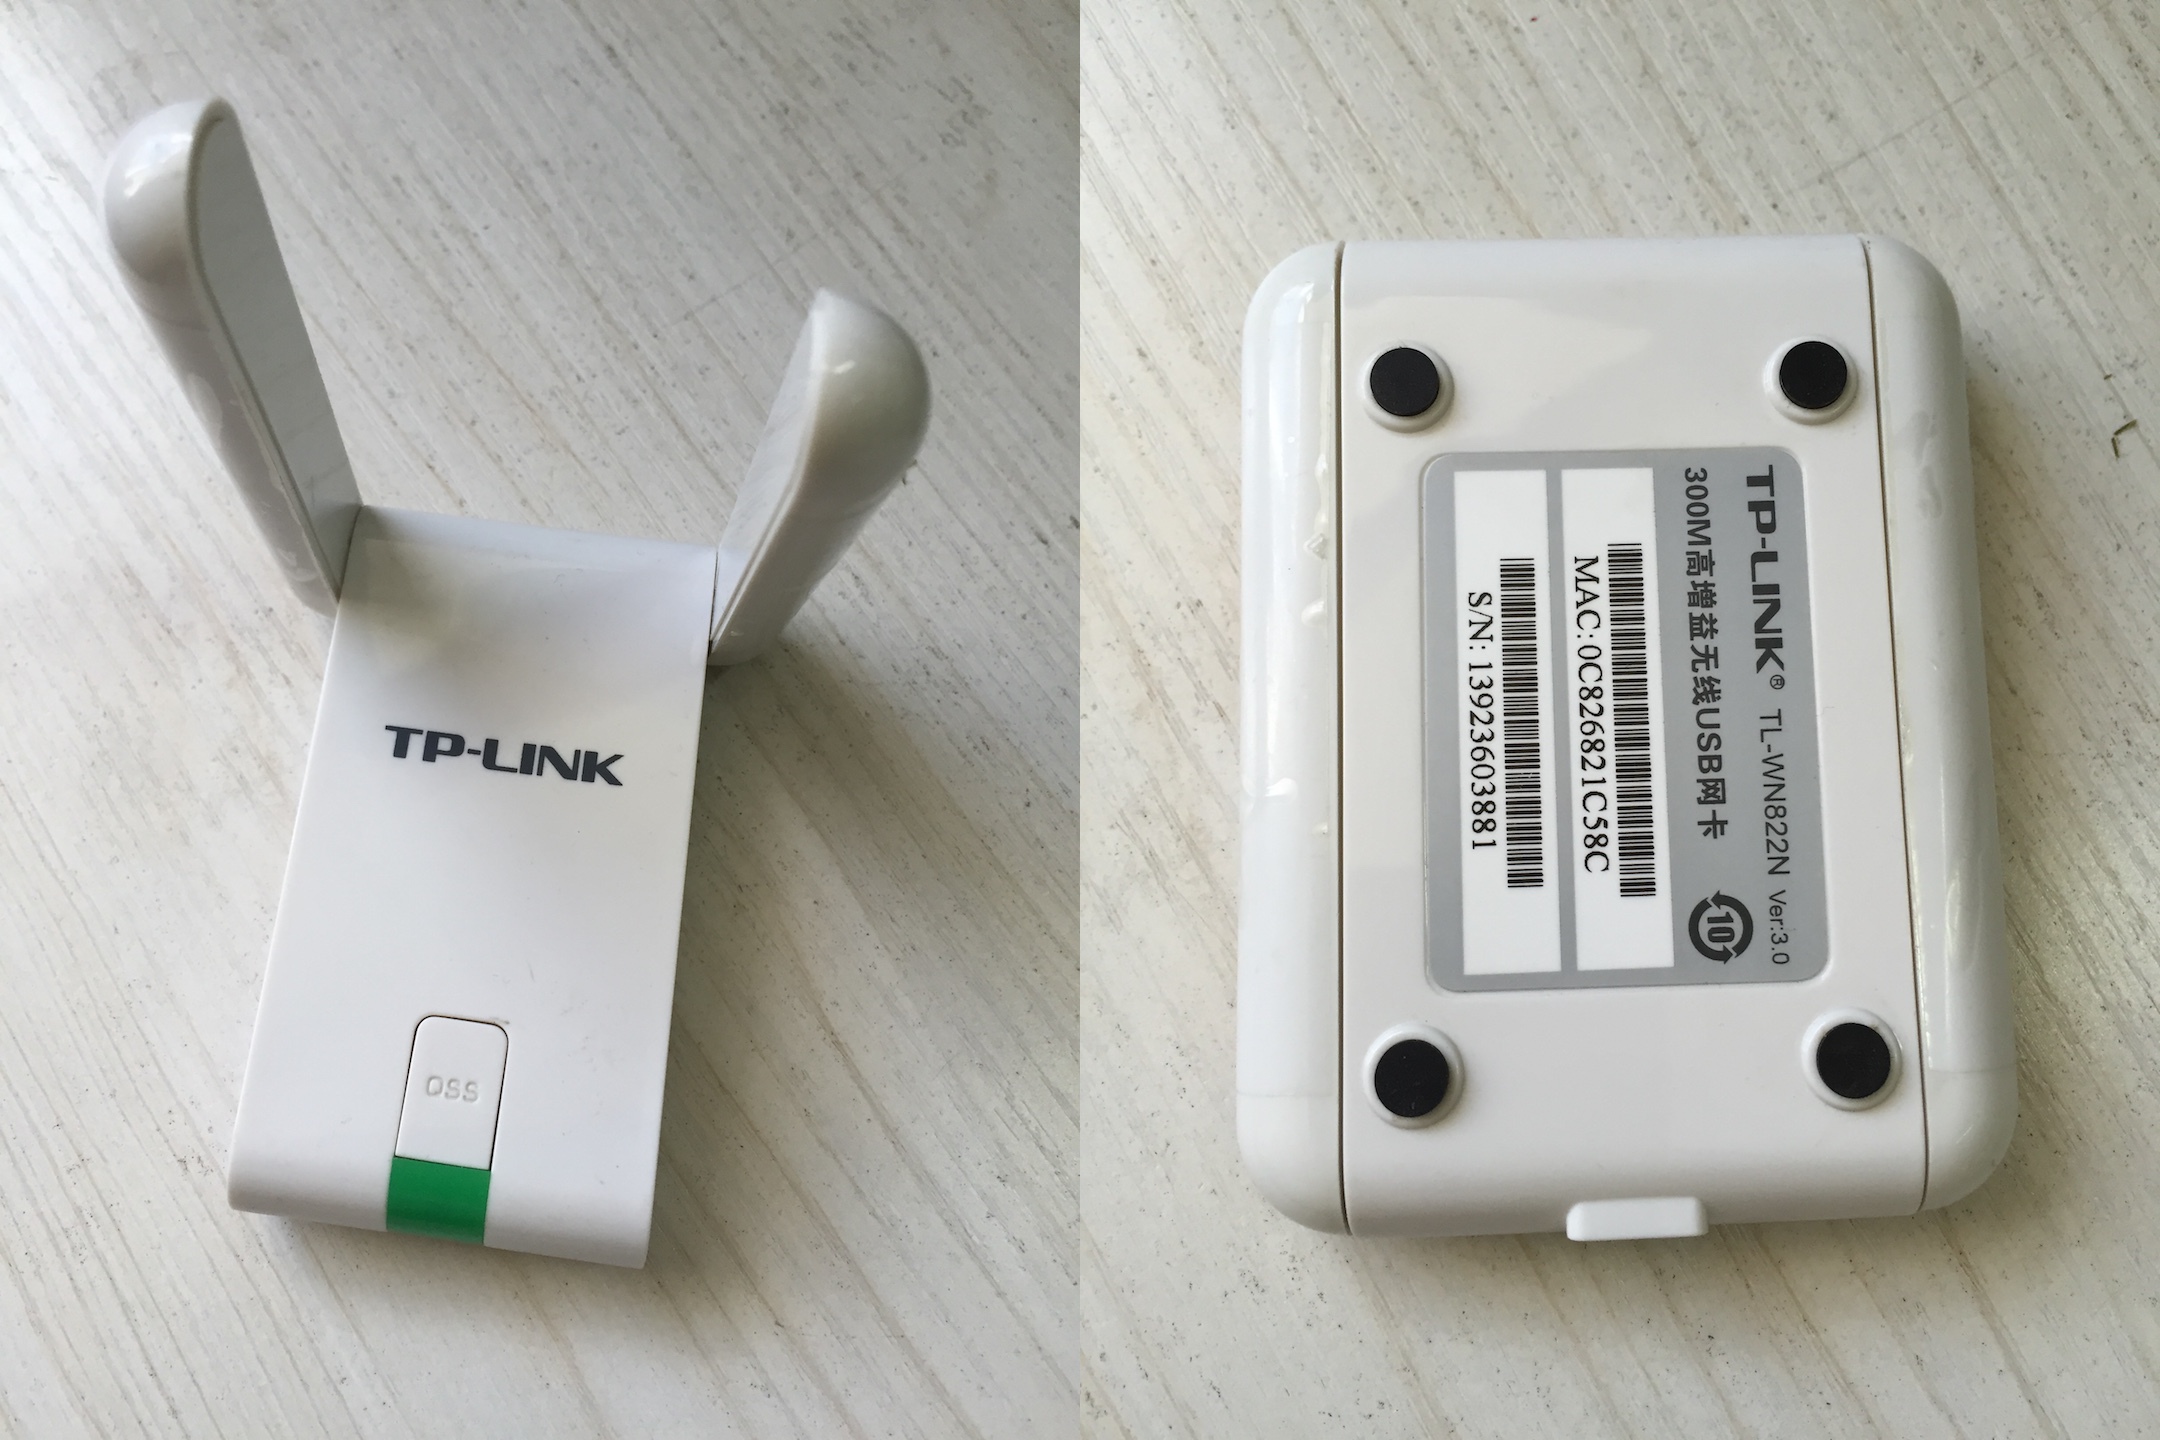 TP-LINK
QSS
TP-LINK® TL-WN822N Ver:3.0
300M高增益无线USB网卡
10
MAC:0C826821C58C
S/N:13923603881